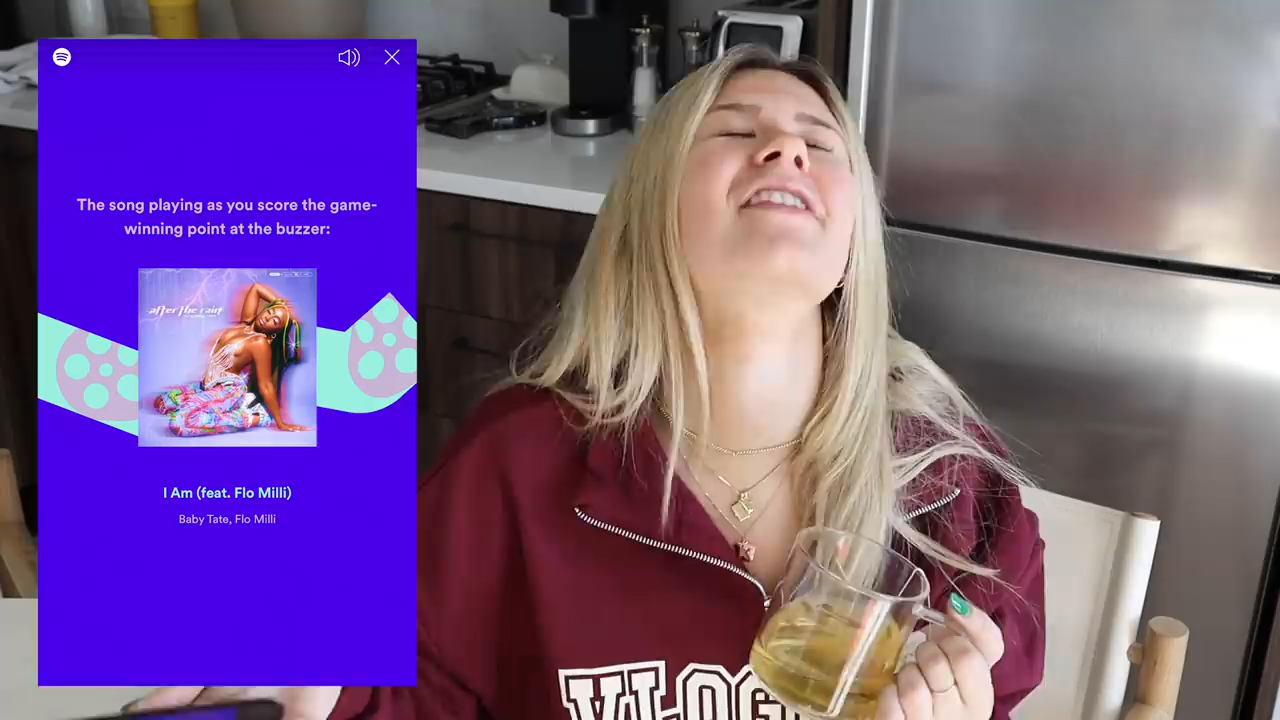 The song playing as you score the game-
winning point at the buzzer:
after the rain
I Am (feat. Flo Milli)
Baby Tate, Flo Milli
VLOG